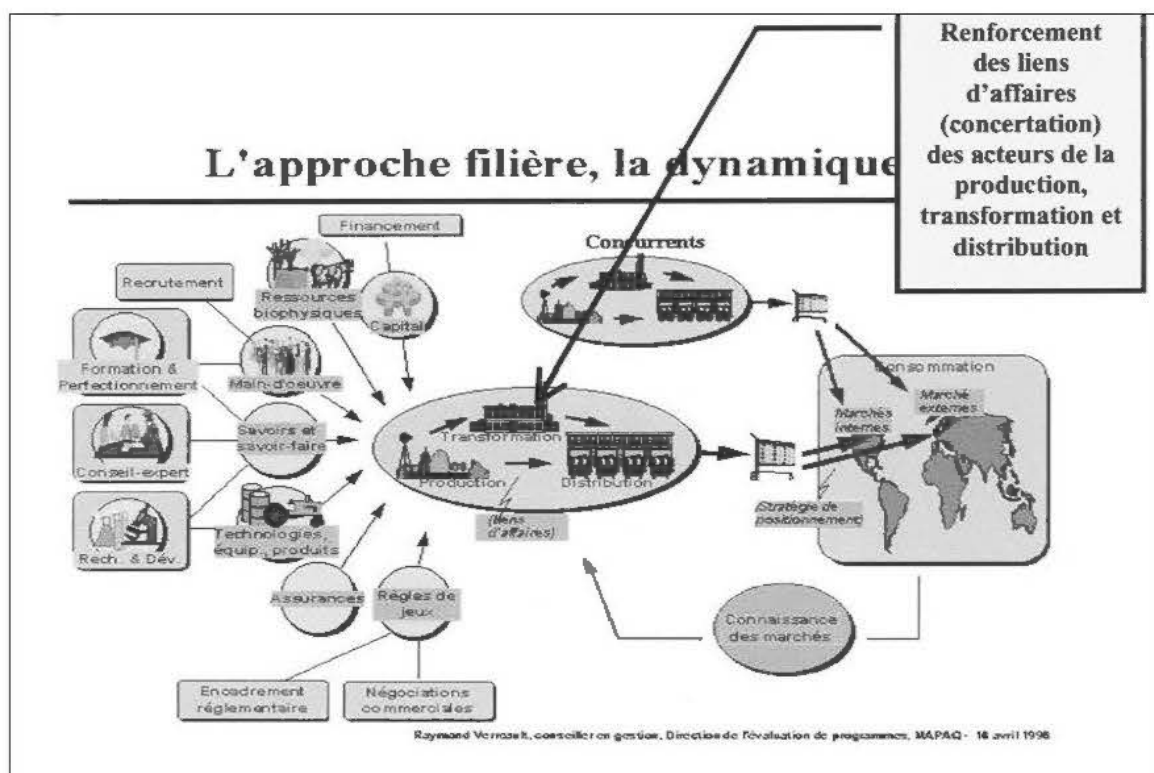 Renforcement
des liens
d'affaires
(concertation)
des acteurs de la
production,
transformation et
distribution
L'approche filière, la dynamique
Financement
Concurrents
Recrutement
Ressources
biophysiques
Capital
Formation &
Perfectionnement
Main-d'oeuvre
Consommation
Marché
externes
Marchés
internes
Savoirs et
savoir-faire
Transformation
Conseil-expert
Production
Distribution
(liens
d'affaires)
(Stratégie de
positionnement)
Technologies,
équip., produits
Rech. & Dév.
Assurances
Règles de
jeux
Connaissance
des marchés
Encadrement
réglementaire
Négociations
commerciales
Raymond Verreault, conseiller en gestion, Direction de l'évaluation de programmes, MAPAQ - 16 avril 1998